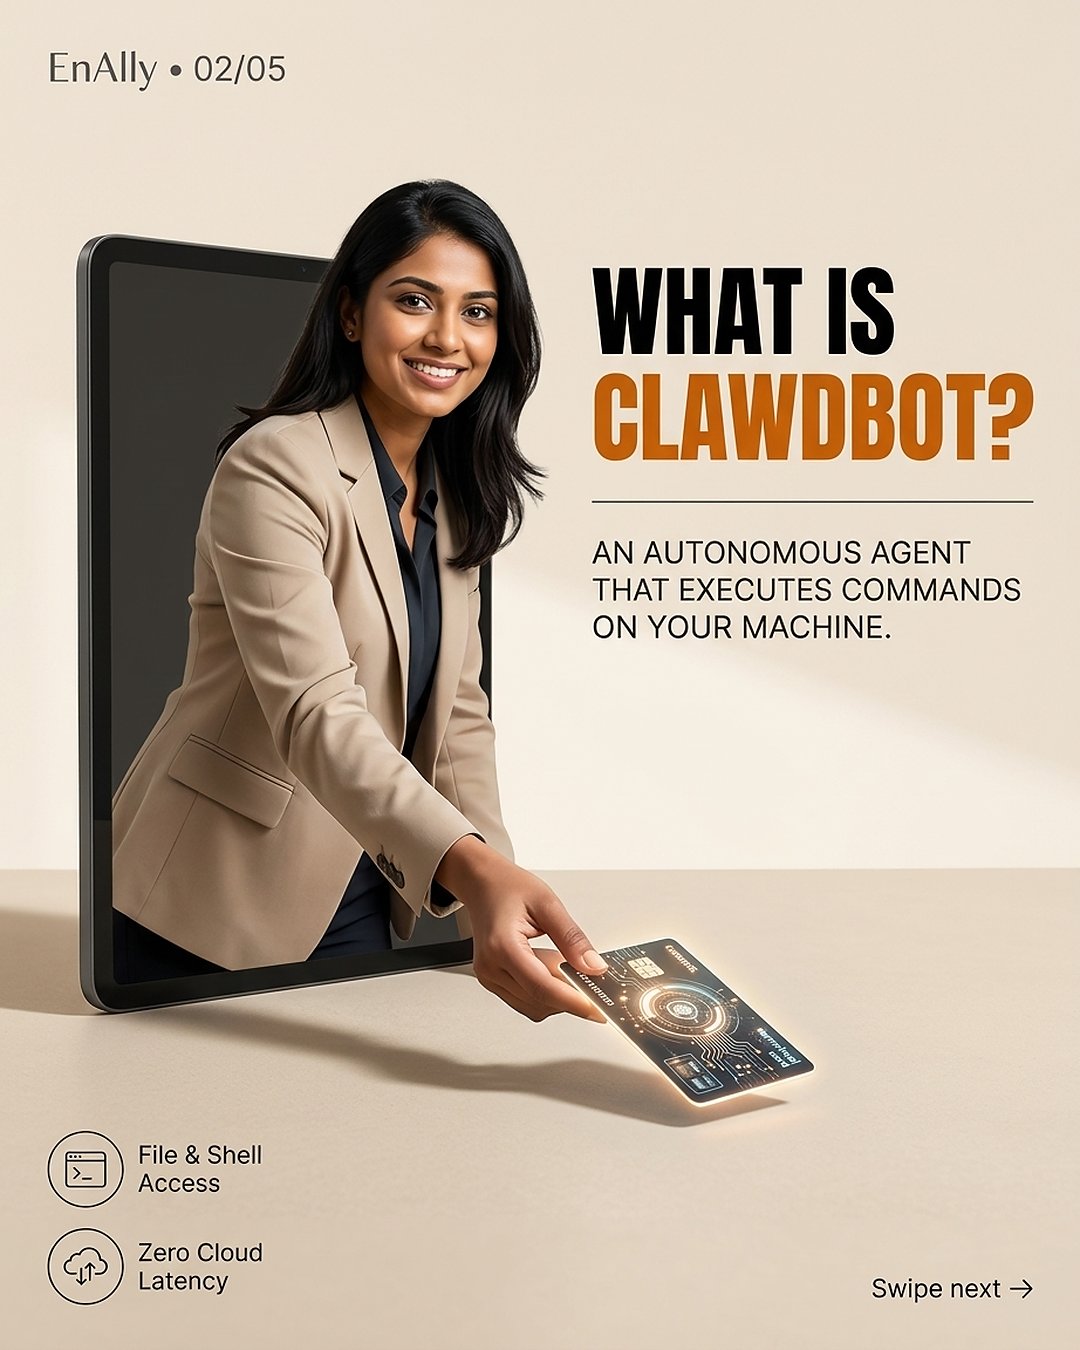 EnAlly • 02/05
WHAT IS
CLAWDBOT?
AN AUTONOMOUS AGENT
THAT EXECUTES COMMANDS
ON YOUR MACHINE.
File & Shell
Access
Zero Cloud
Latency
Swipe next →